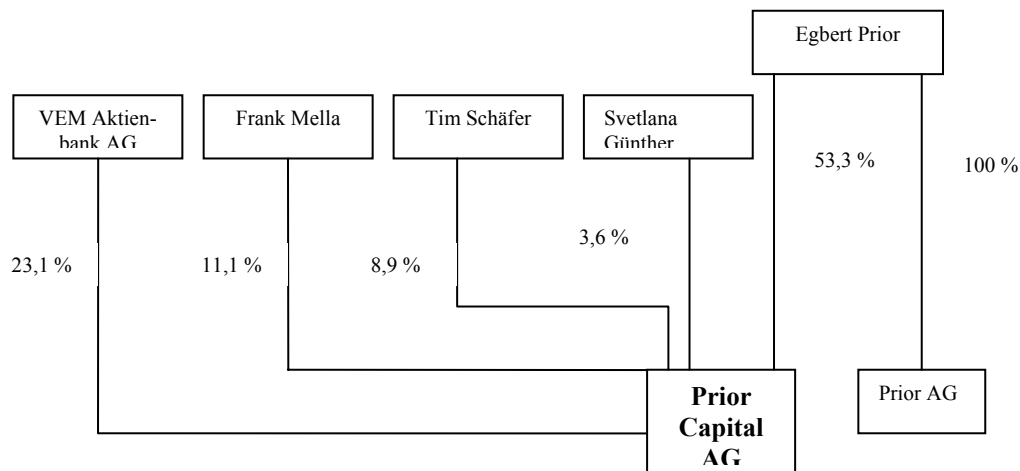 Egbert Prior
VEM Aktien-
bank AG
Frank Mella
Tim Schäfer
Svetlana
Günther
53,3 %
100 %
3,6 %
23,1 %
11,1 %
8,9 %
Prior
Capital
AG
Prior AG